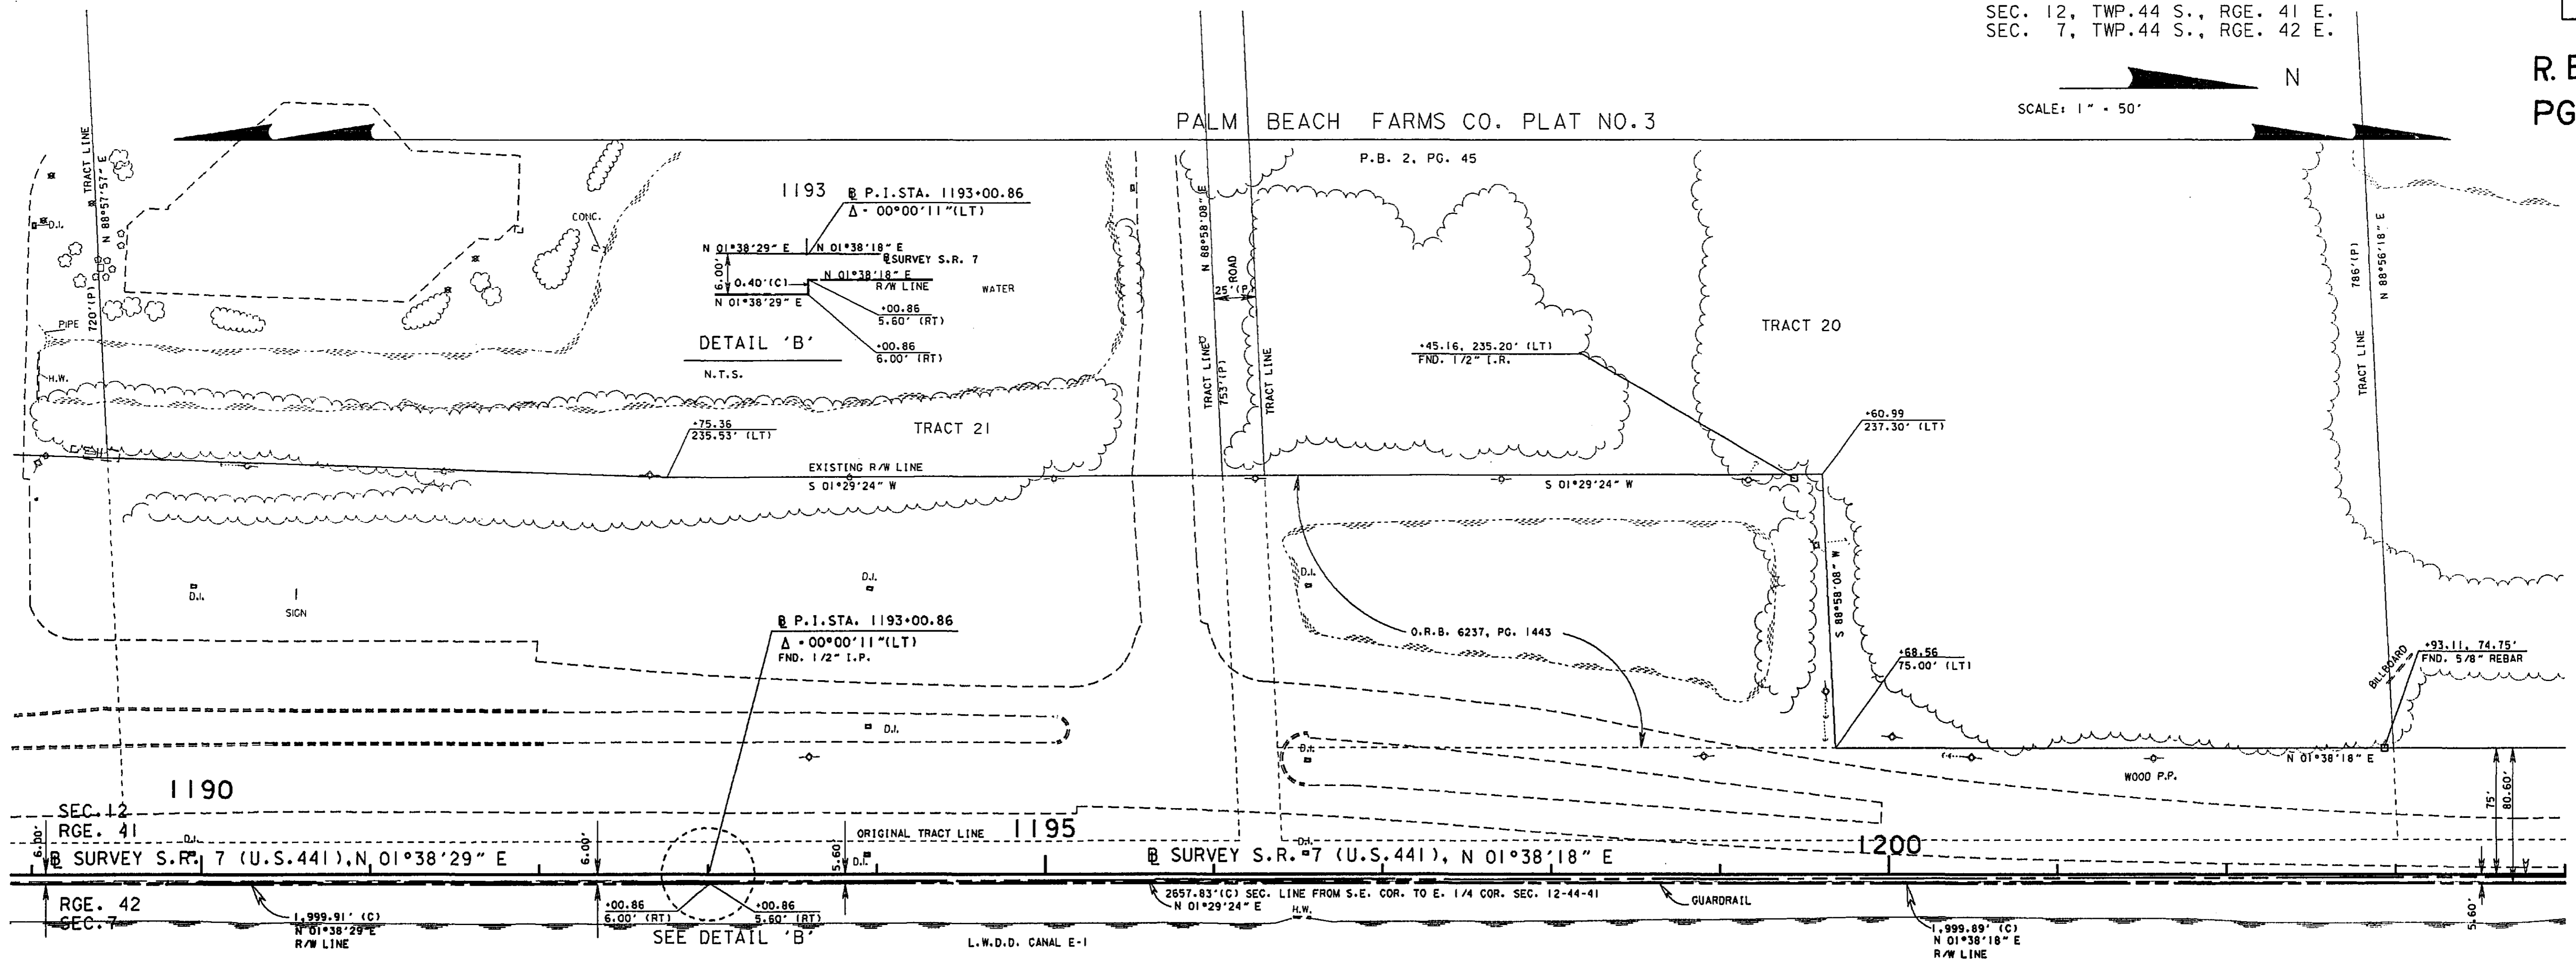 SEC. 12, TWP.44 S., RGE. 41 E.
SEC. 7, TWP.44 S., RGE. 42 E.
N
SCALE: 1" - 50'
PALM BEACH FARMS CO. PLAT NO.3
P.B. 2, PG. 45
PG
TRACT LINE
N 88°57'57" E
720'(P)
D.I.
PIPE
H.W.
CONC.
1193
B P.I.STA. 1193+00.86
Δ - 00°00'11"(LT)
N 01°38'29" E
N 01°38'18" E
B SURVEY S.R. 7
6.00'
0.40'(C)
N 01°38'18" E
R/W LINE
N 01°38'29" E
+00.86
5.60' (RT)
+00.86
6.00' (RT)
DETAIL 'B'
N.T.S.
WATER
N 88°58'08" E
25'(P)
ROAD
TRACT LINE
753'(P)
TRACT LINE
TRACT 20
786'(P)
N 88°56'18" E
TRACT LINE
+45.16, 235.20' (LT)
FND. 1/2" I.R.
+60.99
237.30' (LT)
+75.36
235.53' (LT)
TRACT 21
EXISTING R/W LINE
S 01°29'24" W
S 01°29'24" W
D.I.
SIGN
D.I.
D.I.
S 88°58'08" W
B P.I.STA. 1193+00.86
Δ - 00°00'11"(LT)
FND. 1/2" I.P.
O.R.B. 6237, PG. 1443
+68.56
75.00' (LT)
BILLBOARD
+93.11, 74.75'
FND. 5/8" REBAR
D.I.
D.I.
N 01°38'18" E
WOOD P.P.
75'
80.60'
1190
SEC. 12
RGE. 41
6.00'
D.I.
6.00'
5.60'
ORIGINAL TRACT LINE
1195
D.I.
D.I.
1200
B SURVEY S.R. 7 (U.S.441), N 01°38'29" E
B SURVEY S.R. 7 (U.S.441), N 01°38'18" E
RGE. 42
SEC. 7
1,999.91' (C)
N 01°38'29" E
R/W LINE
+00.86
6.00' (RT)
+00.86
5.60' (RT)
SEE DETAIL 'B'
2657.83'(C) SEC. LINE FROM S.E. COR. TO E. 1/4 COR. SEC. 12-44-41
N 01°29'24" E
H.W.
GUARDRAIL
L.W.D.D. CANAL E-1
1,999.89' (C)
N 01°38'18" E
R/W LINE
5.60'